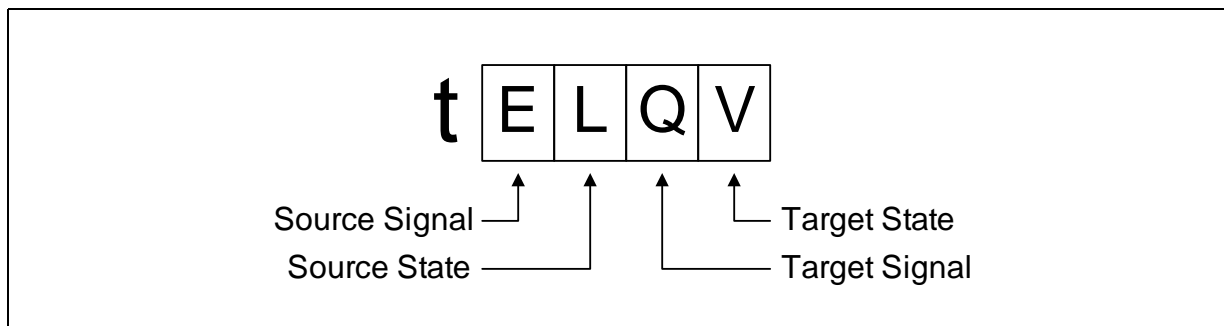 t E L Q V
Source Signal Target State
Source State Target Signal